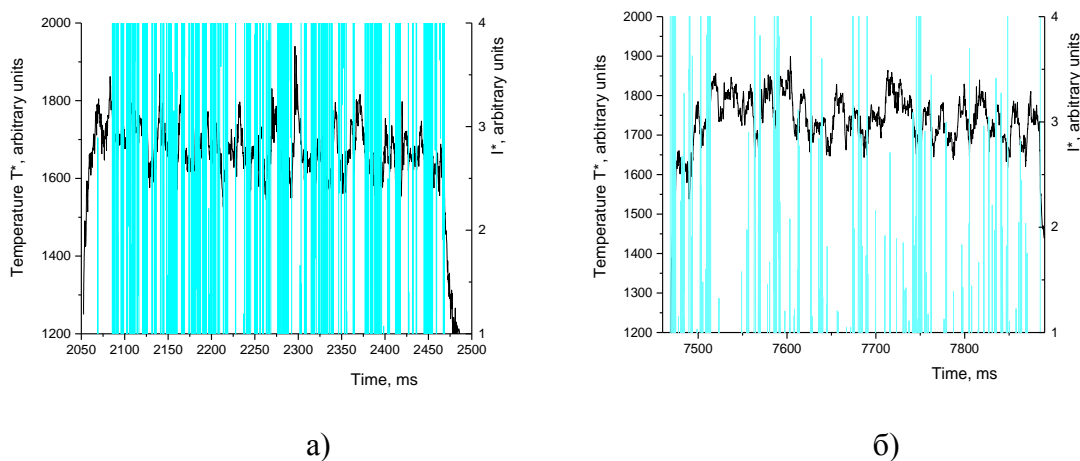 2000
1800
1600
1400
1200
2050 2100 2150 2200 2250 2300 2350 2400 2450 2500
4
3
2
1
Temperature T*, arbitrary units
I*, arbitrary units
Time, ms
а)
2000
1900
1800
1700
1600
1500
1400
1300
1200
7500 7600 7700 7800
4
3
2
1
Temperature T*, arbitrary units
I*, arbitrary units
Time, ms
б)